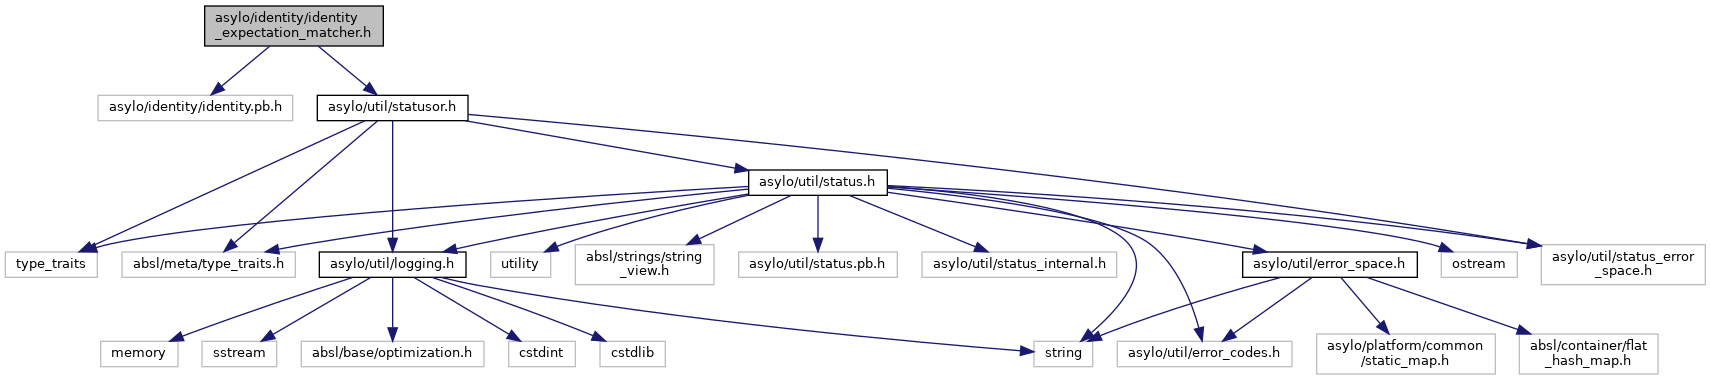 asylo/identity/identity
_expectation_matcher.h
asylo/identity/identity.pb.h
asylo/util/statusor.h
asylo/util/status.h
type_traits
absl/meta/type_traits.h
asylo/util/logging.h
utility
absl/strings/string
_view.h
asylo/util/status.pb.h
asylo/util/status_internal.h
asylo/util/error_space.h
ostream
asylo/util/status_error
_space.h
memory
sstream
absl/base/optimization.h
cstdint
cstdlib
string
asylo/util/error_codes.h
asylo/platform/common
/static_map.h
absl/container/flat
_hash_map.h